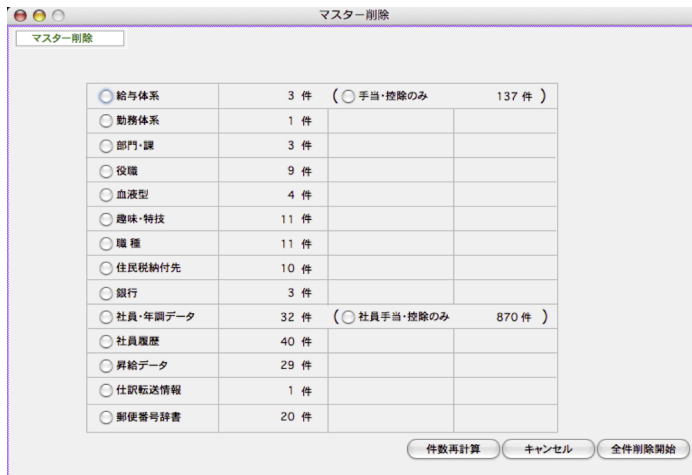 マスター削除
マスター削除
給与体系 3 件 ( 手当・控除のみ 137 件 )
勤務体系 1 件
部門・課 3 件
役職 9 件
血液型 4 件
趣味・特技 11 件
職 種 11 件
住民税納付先 10 件
銀行 3 件
社員・年調データ 32 件 ( 社員手当・控除のみ 870 件 )
社員履歴 40 件
昇給データ 29 件
仕訳転送情報 1 件
郵便番号辞書 20 件
件数再計算 キャンセル 全件削除開始